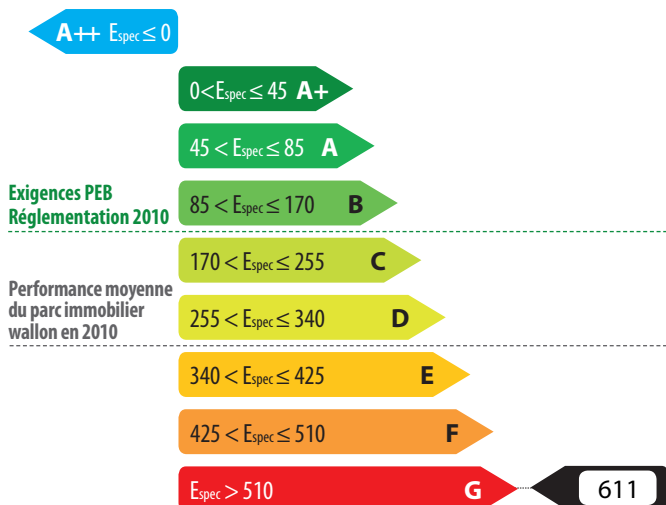 A++ Espec ≤ 0
0<Espec ≤ 45 A+
45 < Espec ≤ 85 A
Exigences PEB
Réglementation 2010
85 < Espec ≤ 170 B
170 < Espec ≤ 255 C
Performance moyenne
du parc immobilier
wallon en 2010
255 < Espec ≤ 340 D
340 < Espec ≤ 425 E
425 < Espec ≤ 510 F
Espec > 510 G
611